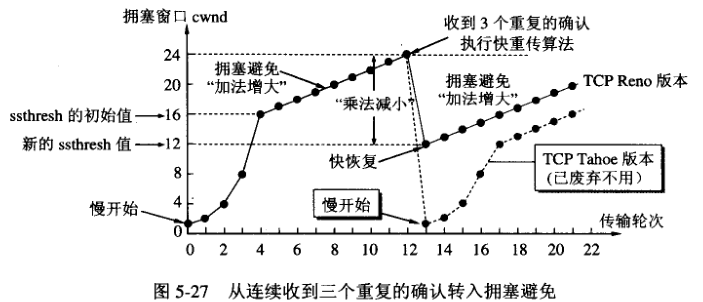 拥塞窗口 cwnd
收到 3 个重复的确认
执行快重传算法
24
拥塞避免
“加法增大”
拥塞避免
“加法增大”
TCP Reno 版本
20
“乘法减小”
ssthresh 的初始值
16
新的 ssthresh 值
12
快恢复
TCP Tahoe 版本
(已废弃不用)
8
慢开始
4
慢开始
传输轮次
0
0 2 4 6 8 10 12 14 16 18 20 22
图 5-27 从连续收到三个重复的确认转入拥塞避免